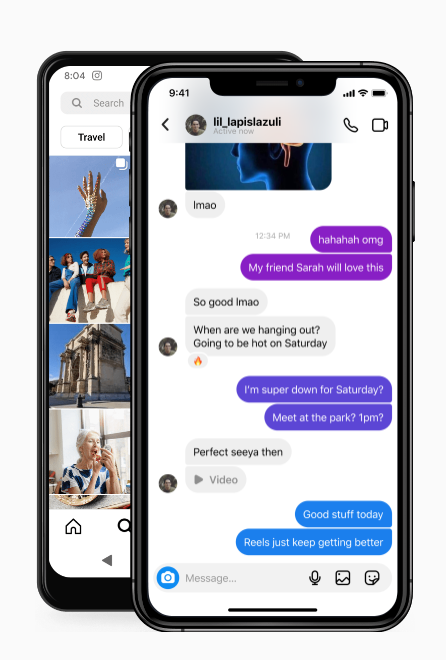 8:04
Search
Travel
9:41
lil_lapislazuli
Active now
lmao
12:34 PM
hahahah omg
My friend Sarah will love this
So good lmao
When are we hanging out?
Going to be hot on Saturday
I'm super down for Saturday?
Meet at the park? 1pm?
Perfect seeya then
Video
Good stuff today
Reels just keep getting better
Message...